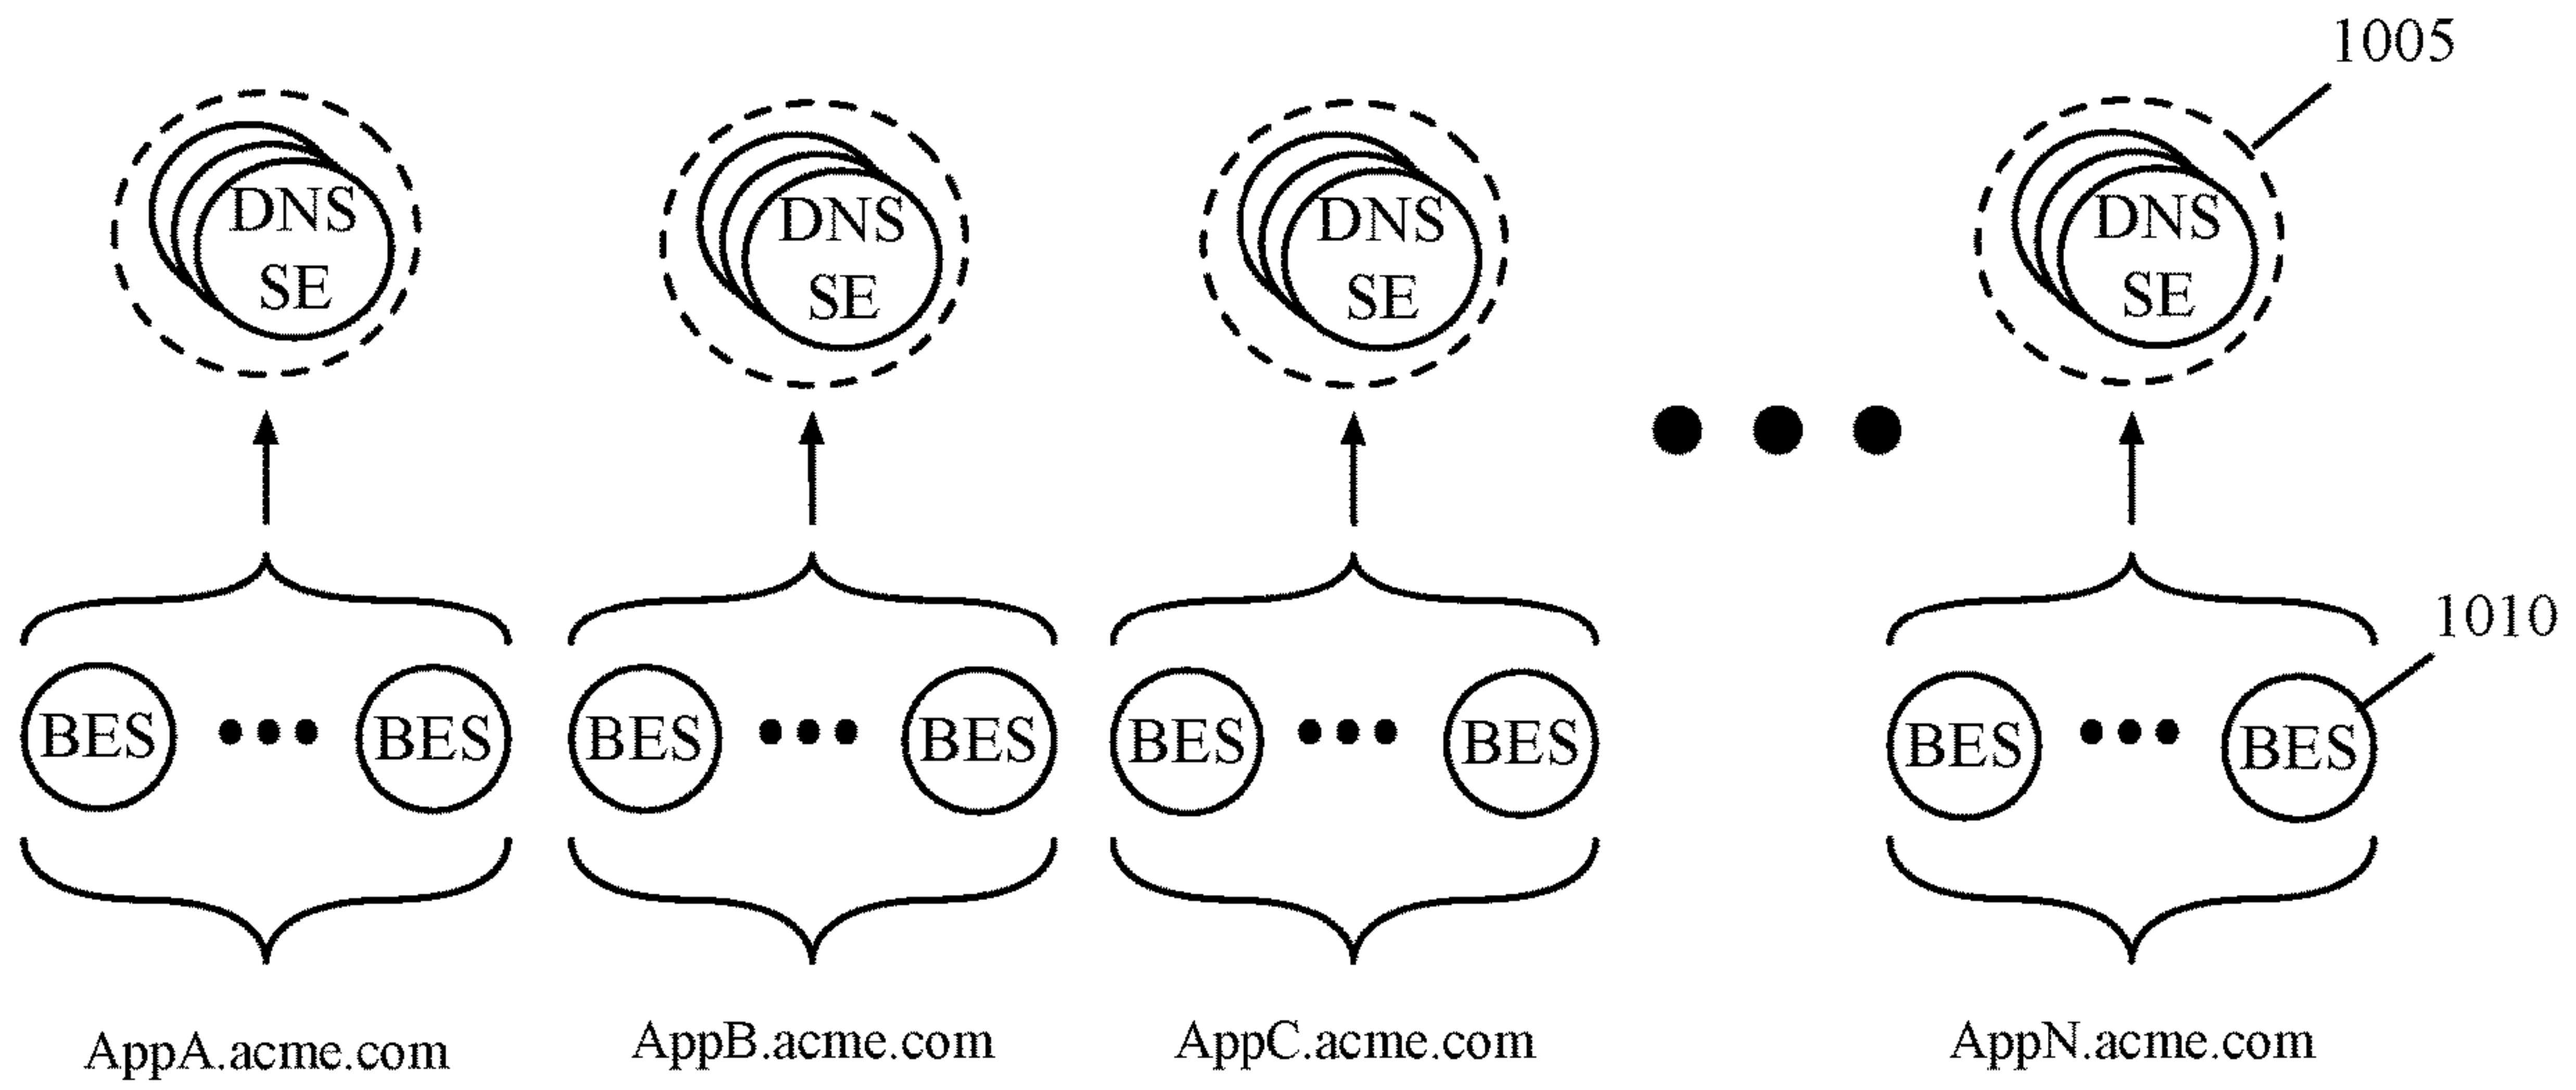 1005
DNS SE
DNS SE
DNS SE
DNS SE
1010
BES BES
BES BES
BES BES
BES BES
AppA.acme.com
AppB.acme.com
AppC.acme.com
AppN.acme.com